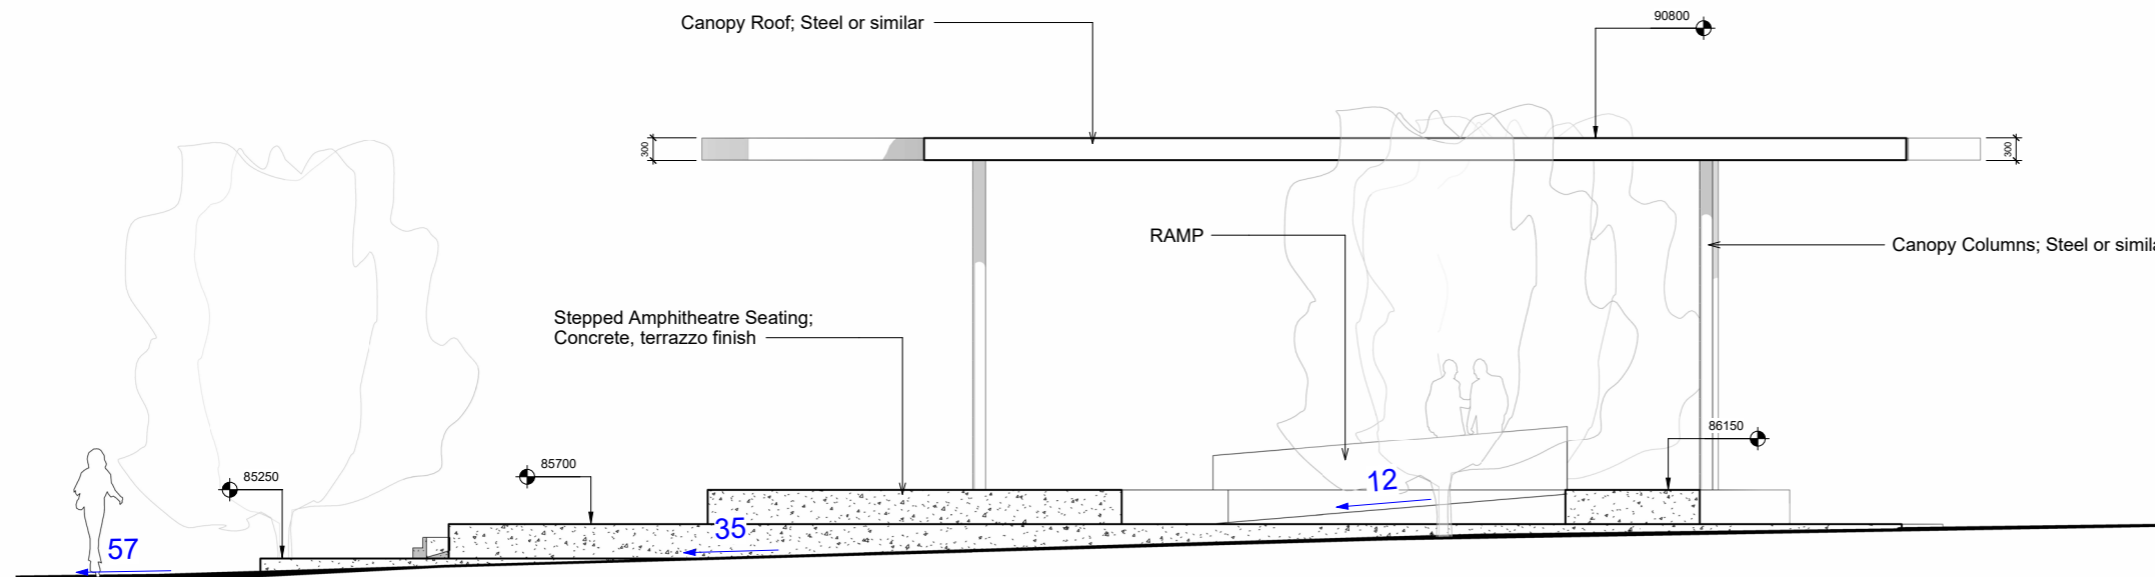 Canopy Roof; Steel or similar
90800
300
300
RAMP
Canopy Columns; Steel or simila
Stepped Amphitheatre Seating;
Concrete, terrazzo finish
86150
85250
85700
12
35
57